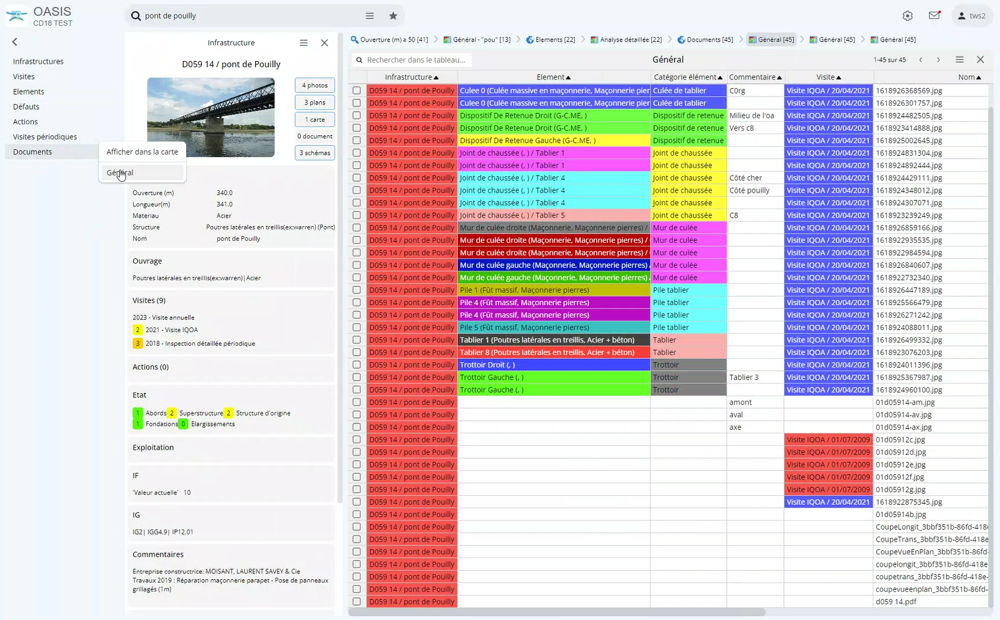 OASIS
CD18 TEST
pont de pouilly
tws2
Infrastructures
Visites
Elements
Défauts
Actions
Visites périodiques
Documents
Afficher dans la carte
Général
Infrastructure
D059 14 / pont de Pouilly
4 photos
3 plans
1 carte
0 document
3 schémas
Ouverture (m) 340.0
Longueur(m) 341.0
Materiau Acier
Structure Poutres latérales en treillis(ex:warren) (Pont)
Nom pont de Pouilly
Ouvrage
Poutres latérales en treillis(ex:warren)|Acier
Visites (9)
2023 - Visite annuelle
2 2021 - Visite IQOA
3 2018 - Inspection détaillée périodique
Actions (0)
Etat
1 Abords 2 Superstructure 2 Structure d'origine
1 Fondations 0 Elargissements
Exploitation
IF
'Valeur actuelle' 10
IG
IG2| IGG4.9| IP12.01
Commentaires
Entreprise constructrice: MOISANT, LAURENT SAVEY & Cie
Travaux 2019 : Réparation maçonnerie parapet - Pose de panneaux
grillagés (1m)
Ouverture (m) ≥ 50 [41] Général - "pou" [13] Elements [22] Analyse détaillée [22] Documents [45] Général [45] Général [45] Général [45]
Rechercher dans le tableau... Général 1-45 sur 45
Infrastructure Element Catégorie élément Commentaire Visite Nom
D059 14 / pont de Pouilly Culee 0 (Culée massive en maçonnerie, Maçonnerie pier Culée de tablier C0rg Visite IQOA / 20/04/2021 1618926368569.jpg
D059 14 / pont de Pouilly Culee 0 (Culée massive en maçonnerie, Maçonnerie pier Culée de tablier Visite IQOA / 20/04/2021 1618926301757.jpg
D059 14 / pont de Pouilly Dispositif De Retenue Droit (G-C.ME, ) Dispositif de retenue Milieu de l'oa Visite IQOA / 20/04/2021 1618924482505.jpg
D059 14 / pont de Pouilly Dispositif De Retenue Droit (G-C.ME, ) Dispositif de retenue Vers c8 Visite IQOA / 20/04/2021 1618923414888.jpg
D059 14 / pont de Pouilly Dispositif De Retenue Gauche (G-C.ME, ) Dispositif de retenue Visite IQOA / 20/04/2021 1618925002645.jpg
D059 14 / pont de Pouilly Joint de chaussée (, ) / Tablier 1 Joint de chaussée Visite IQOA / 20/04/2021 1618924831304.jpg
D059 14 / pont de Pouilly Joint de chaussée (, ) / Tablier 1 Joint de chaussée Visite IQOA / 20/04/2021 1618924892444.jpg
D059 14 / pont de Pouilly Joint de chaussée (, ) / Tablier 4 Joint de chaussée Côté cher Visite IQOA / 20/04/2021 1618924429111.jpg
D059 14 / pont de Pouilly Joint de chaussée (, ) / Tablier 4 Joint de chaussée Côté pouilly Visite IQOA / 20/04/2021 1618924348012.jpg
D059 14 / pont de Pouilly Joint de chaussée (, ) / Tablier 4 Joint de chaussée Visite IQOA / 20/04/2021 1618924307071.jpg
D059 14 / pont de Pouilly Joint de chaussée (, ) / Tablier 5 Joint de chaussée C8 Visite IQOA / 20/04/2021 1618923239249.jpg
D059 14 / pont de Pouilly Mur de culée droite (Maçonnerie, Maçonnerie pierres) / Mur de culée Visite IQOA / 20/04/2021 1618926859166.jpg
D059 14 / pont de Pouilly Mur de culée droite (Maçonnerie, Maçonnerie pierres) / Mur de culée Visite IQOA / 20/04/2021 1618922935535.jpg
D059 14 / pont de Pouilly Mur de culée droite (Maçonnerie, Maçonnerie pierres) / Mur de culée Visite IQOA / 20/04/2021 1618922984594.jpg
D059 14 / pont de Pouilly Mur de culée gauche (Maçonnerie, Maçonnerie pierres) / Mur de culée Visite IQOA / 20/04/2021 1618926840607.jpg
D059 14 / pont de Pouilly Mur de culée gauche (Maçonnerie, Maçonnerie pierres) / Mur de culée Visite IQOA / 20/04/2021 1618922732340.jpg
D059 14 / pont de Pouilly Pile 1 (Fût massif, Maçonnerie pierres) Pile tablier Visite IQOA / 20/04/2021 1618926447189.jpg
D059 14 / pont de Pouilly Pile 4 (Fût massif, Maçonnerie pierres) Pile tablier Visite IQOA / 20/04/2021 1618925566479.jpg
D059 14 / pont de Pouilly Pile 4 (Fût massif, Maçonnerie pierres) Pile tablier Visite IQOA / 20/04/2021 1618926271242.jpg
D059 14 / pont de Pouilly Pile 5 (Fût massif, Maçonnerie pierres) Pile tablier Visite IQOA / 20/04/2021 1618924088011.jpg
D059 14 / pont de Pouilly Tablier 1 (Poutres latérales en treillis, Acier + béton) Tablier Visite IQOA / 20/04/2021 1618926499332.jpg
D059 14 / pont de Pouilly Tablier 8 (Poutres latérales en treillis, Acier + béton) Tablier Visite IQOA / 20/04/2021 1618923076203.jpg
D059 14 / pont de Pouilly Trottoir Droit (, ) Trottoir Visite IQOA / 20/04/2021 1618924011396.jpg
D059 14 / pont de Pouilly Trottoir Gauche (, ) Trottoir Tablier 3 Visite IQOA / 20/04/2021 1618925367987.jpg
D059 14 / pont de Pouilly Trottoir Gauche (, ) Trottoir Visite IQOA / 20/04/2021 1618924960100.jpg
D059 14 / pont de Pouilly amont 01d05914-am.jpg
D059 14 / pont de Pouilly aval 01d05914-av.jpg
D059 14 / pont de Pouilly axe 01d05914-ax.jpg
D059 14 / pont de Pouilly Visite IQOA / 01/07/2009 01d05912c.jpg
D059 14 / pont de Pouilly Visite IQOA / 01/07/2009 01d05912d.jpg
D059 14 / pont de Pouilly Visite IQOA / 01/07/2009 01d05912e.jpg
D059 14 / pont de Pouilly Visite IQOA / 01/07/2009 01d05912f.jpg
D059 14 / pont de Pouilly Visite IQOA / 01/07/2009 01d05912g.jpg
D059 14 / pont de Pouilly Visite IQOA / 20/04/2021 1618922875345.jpg
D059 14 / pont de Pouilly 01d05914b.jpg
D059 14 / pont de Pouilly CoupeLongit_3bbf351b-86fd-418e
D059 14 / pont de Pouilly CoupeTrans_3bbf351b-86fd-418e
D059 14 / pont de Pouilly CoupeVueEnPlan_3bbf351b-86fd-
D059 14 / pont de Pouilly coupelongit_3bbf351b-86fd-418e
D059 14 / pont de Pouilly coupetrans_3bbf351b-86fd-418e-
D059 14 / pont de Pouilly coupevueenplan_3bbf351b-86fd-
D059 14 / pont de Pouilly d059 14.pdf